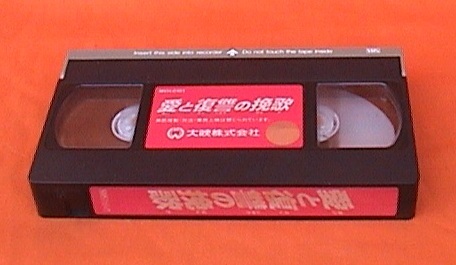 Insert this side into recorder Do not touch the tape inside
VHS
愛と復讐の挽歌
大映株式会社
愛と復讐の挽歌